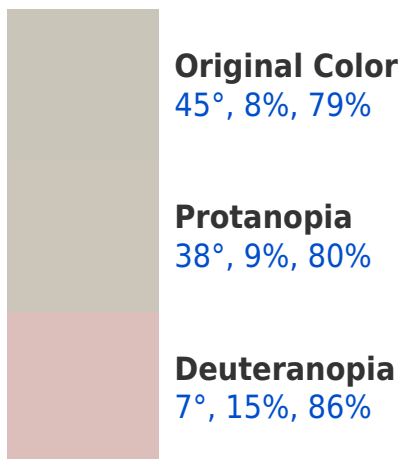 Original Color
45°, 8%, 79%
Protanopia
38°, 9%, 80%
Deuteranopia
7°, 15%, 86%